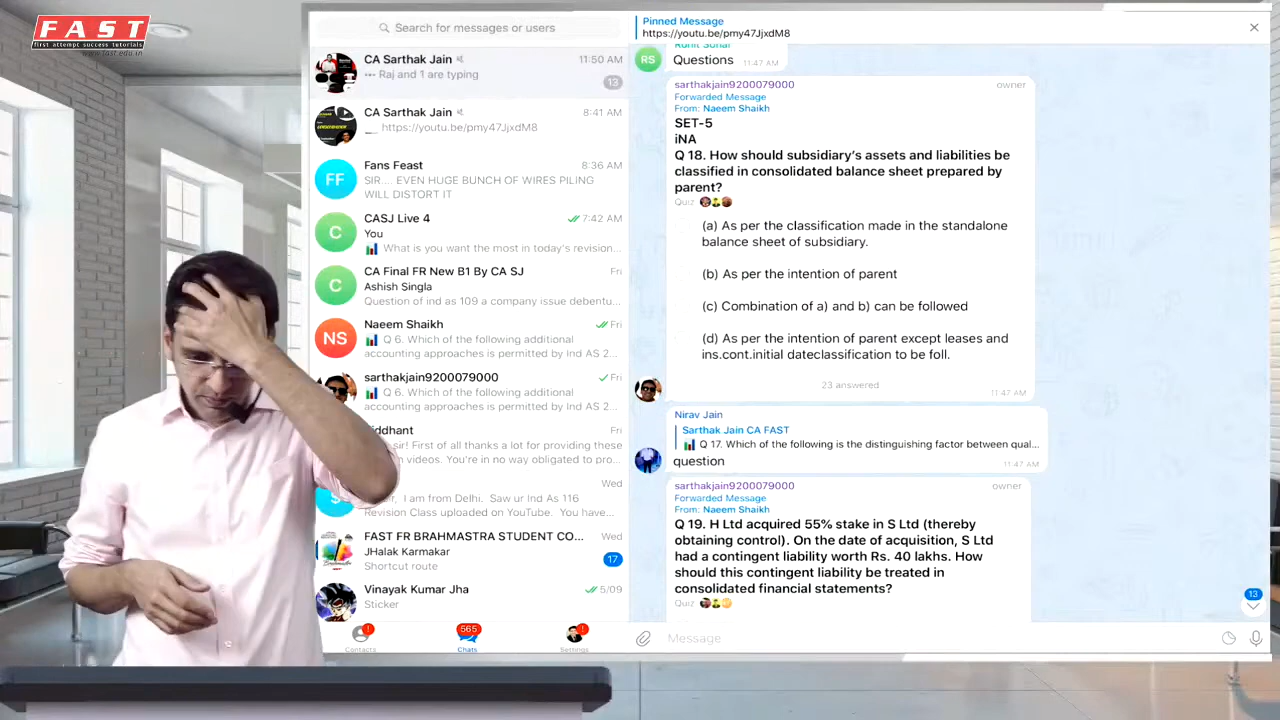 FAST
first attempt success tutorials
www.fast.edu.in
Search for messages or users
CA Sarthak Jain
11:50 AM
Raj and 1 are typing
13
CA Sarthak Jain
8:41 AM
https://youtu.be/pmy47JjxdM8
FF
Fans Feast
8:36 AM
SIR.... EVEN HUGE BUNCH OF WIRES PILING
WILL DISTORT IT
C
CASJ Live 4
7:42 AM
You
What is you want the most in today's revision...
C
CA Final FR New B1 By CA SJ
Fri
Ashish Singla
Question of ind as 109 a company issue debentu...
NS
Naeem Shaikh
Fri
Q 6. Which of the following additional
accounting approaches is permitted by Ind AS 2...
sarthakjain9200079000
Fri
Q 6. Which of the following additional
accounting approaches is permitted by Ind AS 2...
Fri
sir! First of all thanks a lot for providing these
videos. You're in no way obligated to pro...
Wed
I am from Delhi. Saw ur Ind As 116
Revision Class uploaded on YouTube. You have...
FAST FR BRAHMASTRA STUDENT CO...
Wed
JHalak Karmakar
17
Shortcut route
Vinayak Kumar Jha
5/09
Sticker
Contacts
565
Chats
Settings
Pinned Message
https://youtu.be/pmy47JjxdM8
RS
Questions
11:47 AM
sarthakjain9200079000
owner
Forwarded Message
From: Naeem Shaikh
SET-5
iNA
Q 18. How should subsidiary's assets and liabilities be
classified in consolidated balance sheet prepared by
parent?
Quiz
(a) As per the classification made in the standalone
balance sheet of subsidiary.
(b) As per the intention of parent
(c) Combination of a) and b) can be followed
(d) As per the intention of parent except leases and
ins.cont.initial dateclassification to be foll.
23 answered
11:47 AM
Nirav Jain
Sarthak Jain CA FAST
Q 17. Which of the following is the distinguishing factor between qual...
question
11:47 AM
sarthakjain9200079000
owner
Forwarded Message
From: Naeem Shaikh
Q 19. H Ltd acquired 55% stake in S Ltd (thereby
obtaining control). On the date of acquisition, S Ltd
had a contingent liability worth Rs. 40 lakhs. How
should this contingent liability be treated in
consolidated financial statements?
Quiz
13
Message